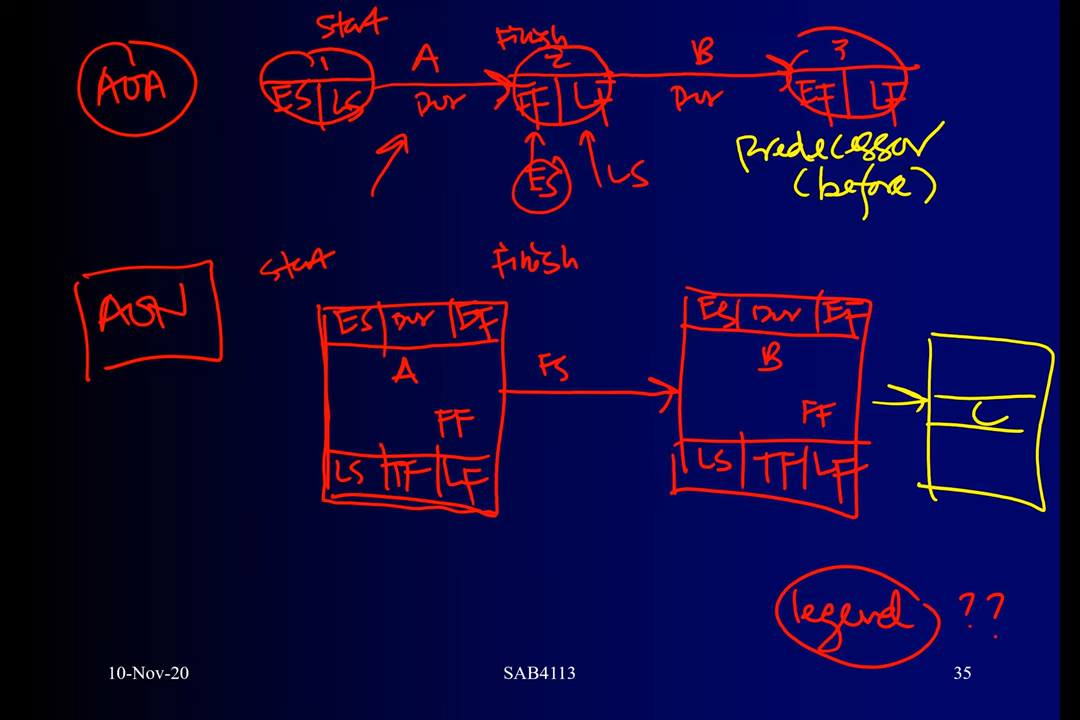 Start
Finish
AOA
1
A
2
B
3
ES LS
Dur
EF LF
Dur
EF LF
ES
LS
predecessor
(before)
Start
Finish
AON
ES Dur EF
A
FF
LS TF LF
FS
ES Dur EF
B
FF
LS TF LF
C
legend ??
10-Nov-20
SAB4113
35